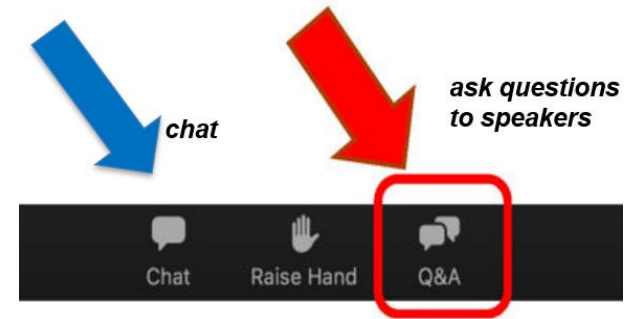 chat
ask questions
to speakers
Chat
Raise Hand
Q&A